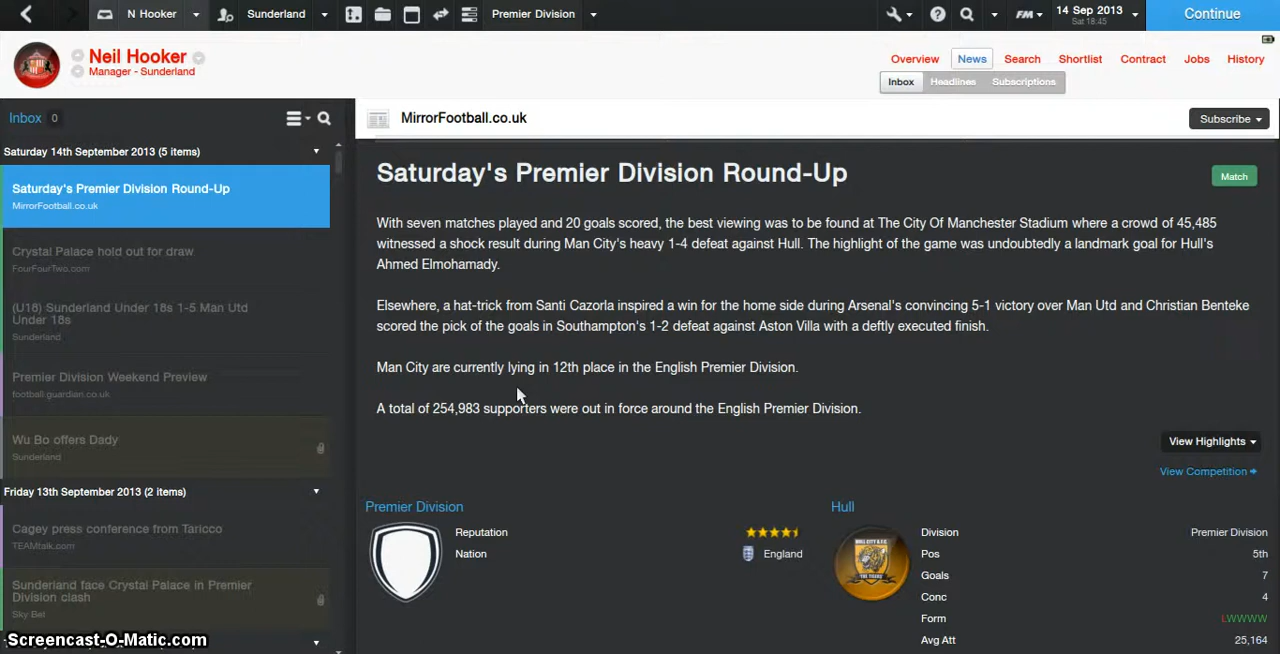 N Hooker
Sunderland
Premier Division
FM
14 Sep 2013
Sat 18:45
Continue
Neil Hooker
Manager - Sunderland
Overview
News
Search
Shortlist
Contract
Jobs
History
Inbox
Headlines
Subscriptions
Inbox 0
MirrorFootball.co.uk
Subscribe
Saturday 14th September 2013 (5 items)
Saturday's Premier Division Round-Up
MirrorFootball.co.uk
Crystal Palace hold out for draw
FourFourTwo.com
(U18) Sunderland Under 18s 1-5 Man Utd
Under 18s
Sunderland
Premier Division Weekend Preview
football.guardian.co.uk
Wu Bo offers Dady
Sunderland
Friday 13th September 2013 (2 items)
Cagey press conference from Taricco
TEAMtalk.com
Sunderland face Crystal Palace in Premier
Division clash
Sky Bet
Screencast-O-Matic.com
Saturday's Premier Division Round-Up
Match
With seven matches played and 20 goals scored, the best viewing was to be found at The City Of Manchester Stadium where a crowd of 45,485
witnessed a shock result during Man City's heavy 1-4 defeat against Hull. The highlight of the game was undoubtedly a landmark goal for Hull's
Ahmed Elmohamady.
Elsewhere, a hat-trick from Santi Cazorla inspired a win for the home side during Arsenal's convincing 5-1 victory over Man Utd and Christian Benteke
scored the pick of the goals in Southampton's 1-2 defeat against Aston Villa with a deftly executed finish.
Man City are currently lying in 12th place in the English Premier Division.
A total of 254,983 supporters were out in force around the English Premier Division.
View Highlights
View Competition
Premier Division
Reputation
Nation
England
Hull
HULL CITY A.F.C.
THE TIGERS
Division Premier Division
Pos 5th
Goals 7
Conc 4
Form LWWWW
Avg Att 25,164